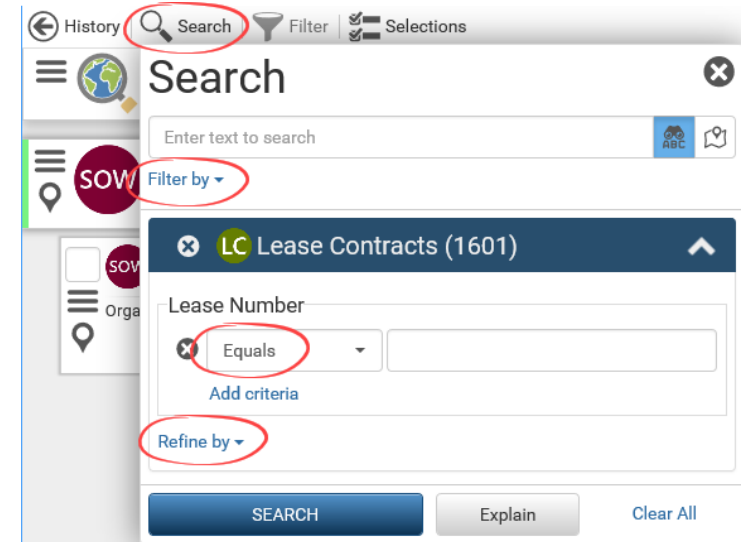 History Search Filter Selections
Search
Enter text to search
ABC
Filter by
SOW
LC Lease Contracts (1601)
SOW
Orga
Lease Number
Equals
Add criteria
Refine by
SEARCH Explain Clear All